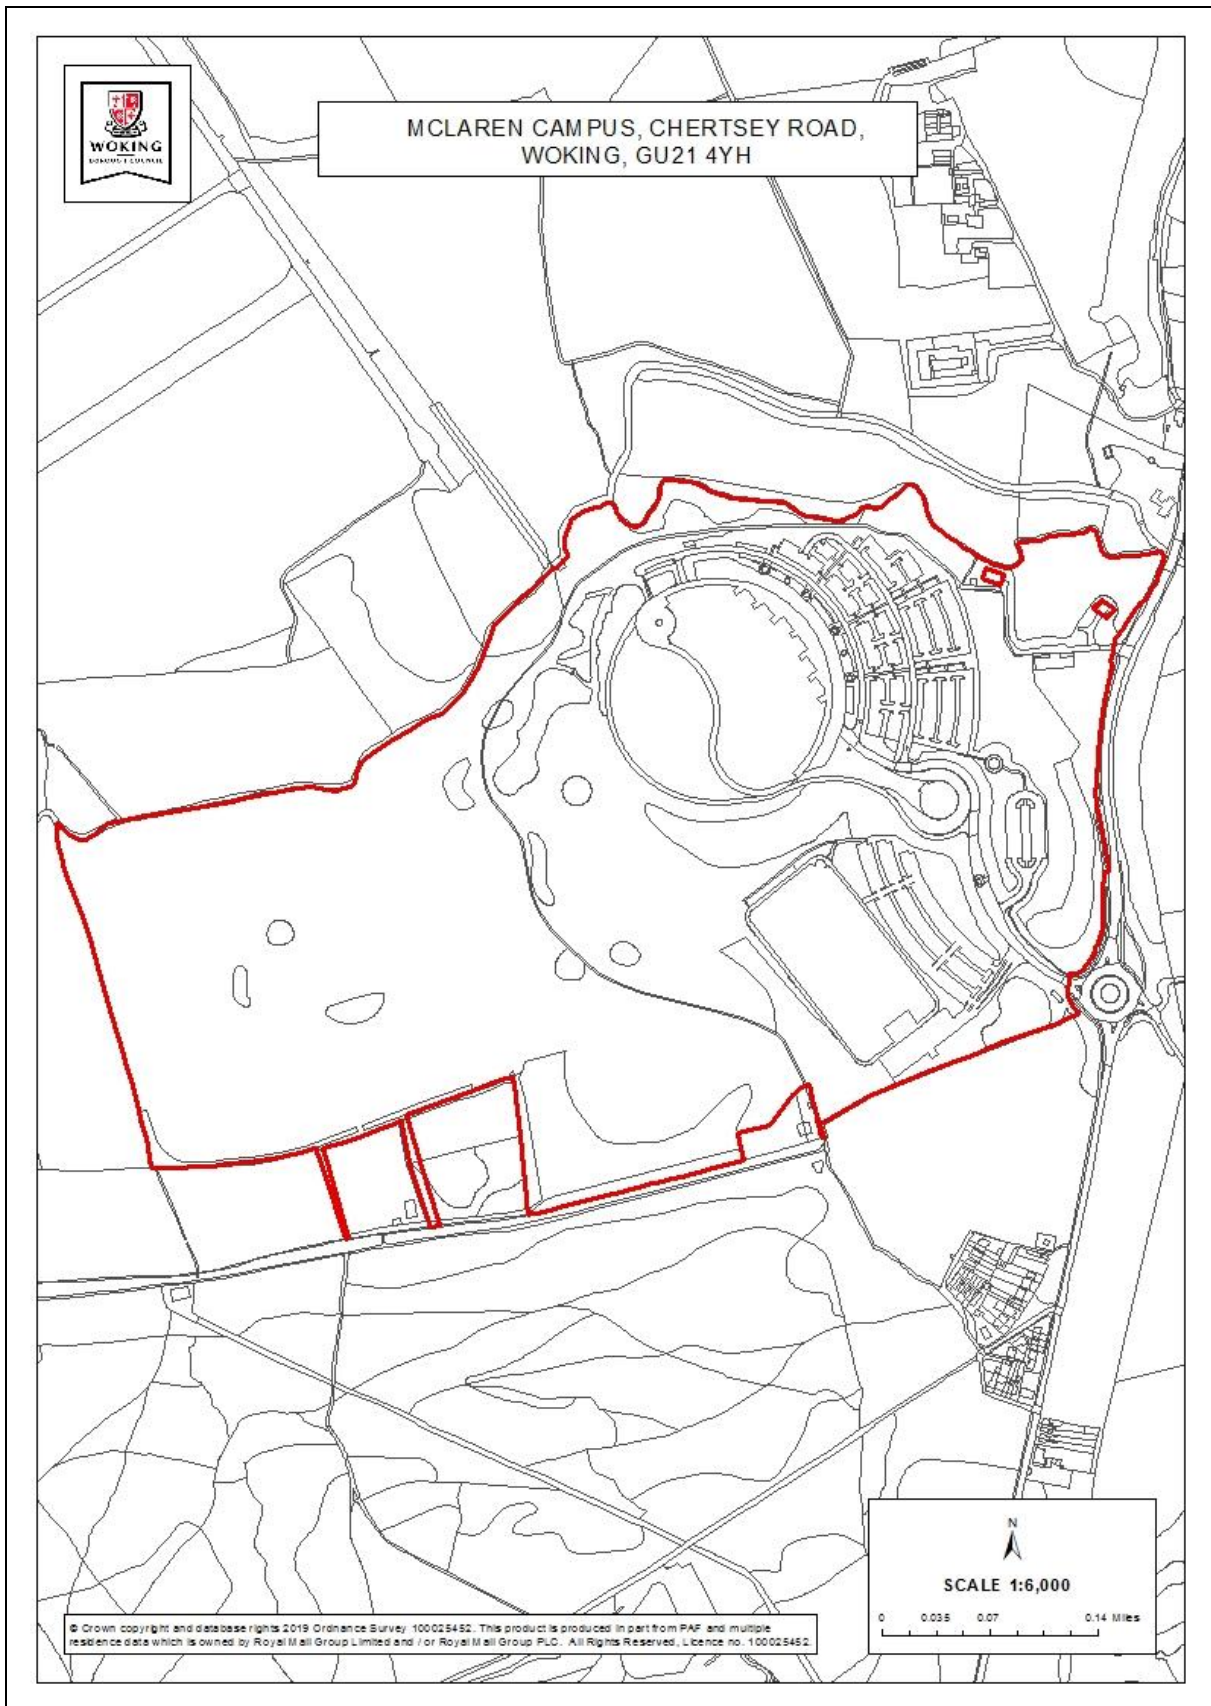 WOKING
BOROUGH COUNCIL
MCLAREN CAMPUS, CHERTSEY ROAD,
WOKING, GU21 4YH
N
SCALE 1:6,000
0 0.035 0.07 0.14 Miles
© Crown copyright and database rights 2019 Ordnance Survey 100025452. This product is produced in part from PAF and multiple
residence data which is owned by Royal Mail Group Limited and / or Royal Mail Group PLC. All Rights Reserved, Licence no. 100025452.